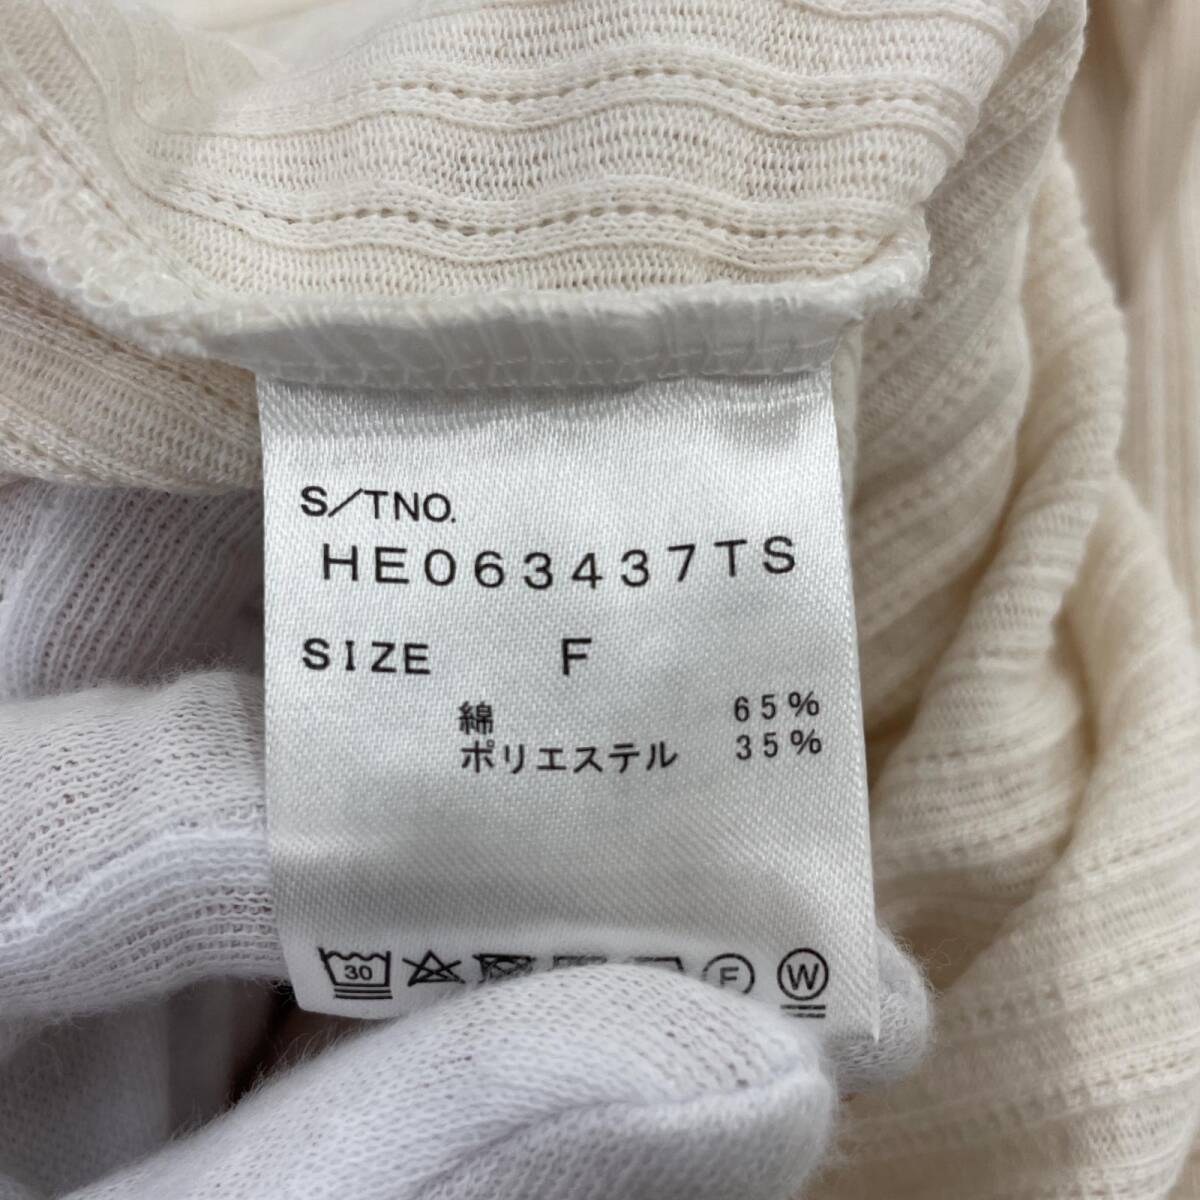 S/TNO.
HE063437TS
SIZE F
綿 65%
ポリエステル 35%
30 F W